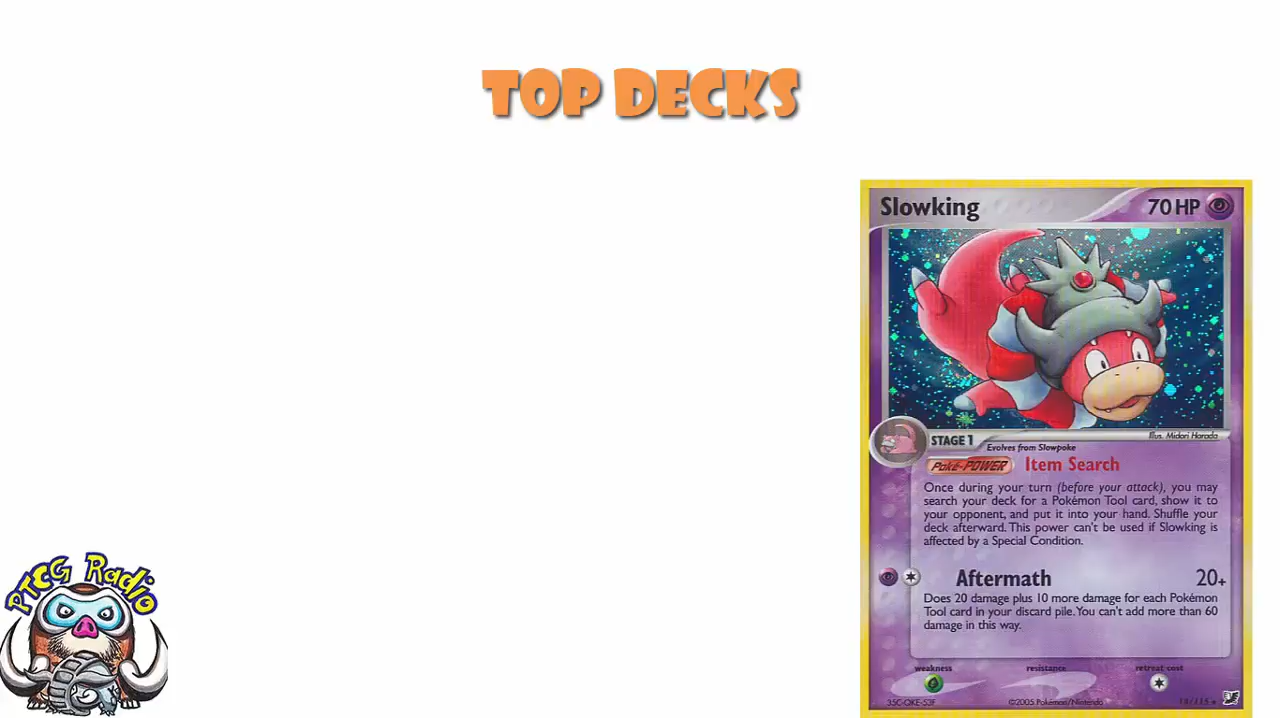 TOP DECKS
Slowking
70 HP
STAGE 1
Evolves from Slowpoke
Illus. Midori Harada
Poké-POWER Item Search
Once during your turn (before your attack), you may
search your deck for a Pokémon Tool card, show it to
your opponent, and put it into your hand. Shuffle your
deck afterward. This power can't be used if Slowking is
affected by a Special Condition.
Aftermath 20+
Does 20 damage plus 10 more damage for each Pokémon
Tool card in your discard pile. You can't add more than 60
damage in this way.
weakness resistance retreat cost
©2005 Pokémon/Nintendo
PTCG Radio